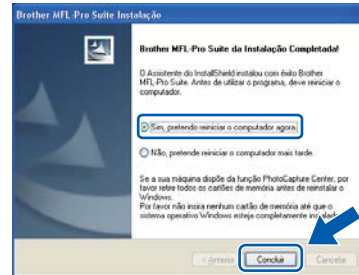 Brother MFL-Pro Suite Instalação
Brother MFL-Pro Suite da Instalação Completada!
O Assistente do InstallShield instalou com êxito Brother
MFL-Pro Suite. Antes de utilizar o programa, deve reiniciar o
computador.
Sim, pretendo reiniciar o computador agora.
Não, pretende reiniciar o computador mais tarde.
Se a sua máquina dispõe da função PhotoCapture Center, por
favor retire todos os cartões de memória antes de reinstalar o
Windows.
Por favor não insira nenhum cartão de memória até que o
sistema operativo Windows esteja completamente
< Anterior
Concluir
Cancelar